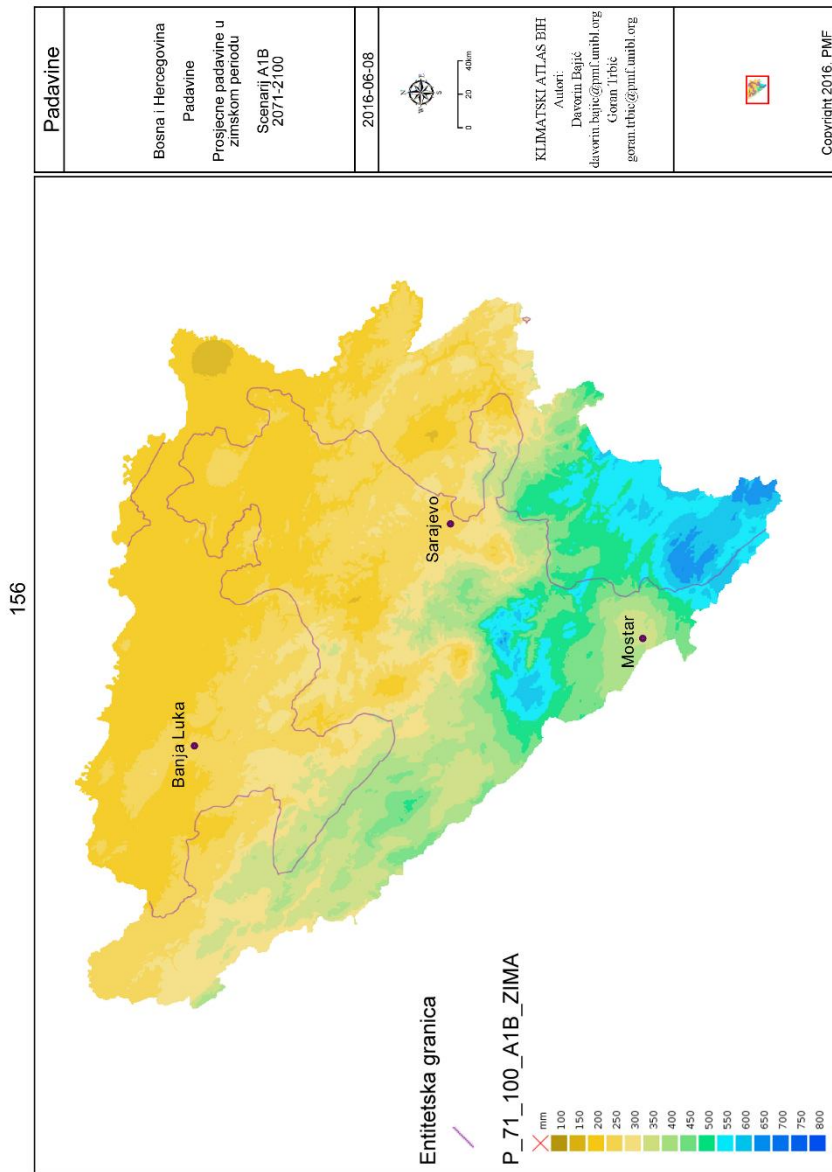 156
Padavine
Bosna i Hercegovina
Padavine
Prosjecne padavine u
zimskom periodu
Scenarij A1B
2071-2100
2016-06-08
N
W
E
S
0
20
40km
KLIMATSKI ATLAS BIH
Autori:
Davorin Bajić
davorin.bajic@pmf.unibl.org
Goran Trbić
goran.trbic@pmf.unibl.org
Copyright 2016. PMF
Banja Luka
Sarajevo
Mostar
Entitetska granica
P_71_100_A1B_ZIMA
mm
100
150
200
250
300
350
400
450
500
550
600
650
700
750
800